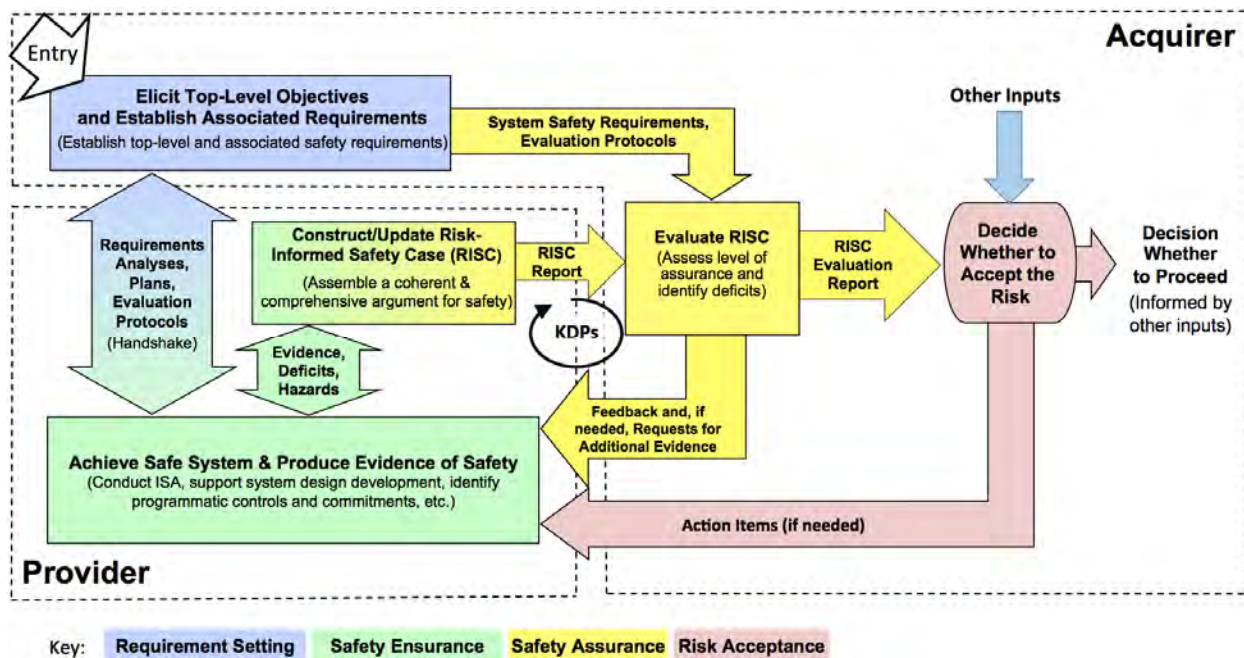 Entry
Acquirer
Elicit Top-Level Objectives
and Establish Associated Requirements
(Establish top-level and associated safety requirements)
System Safety Requirements,
Evaluation Protocols
Other Inputs
Requirements
Analyses,
Plans,
Evaluation
Protocols
(Handshake)
Construct/Update Risk-
Informed Safety Case (RISC)
(Assemble a coherent &
comprehensive argument for safety)
RISC
Report
Evaluate RISC
(Assess level of
assurance and
identify deficits)
RISC
Evaluation
Report
Decide
Whether to
Accept the
Risk
Decision
Whether
to Proceed
(Informed by
other inputs)
KDPs
Evidence,
Deficits,
Hazards
Feedback and, if
needed, Requests for
Additional Evidence
Achieve Safe System & Produce Evidence of Safety
(Conduct ISA, support system design development, identify
programmatic controls and commitments, etc.)
Action Items (if needed)
Provider
Key: Requirement Setting Safety Ensurance Safety Assurance Risk Acceptance